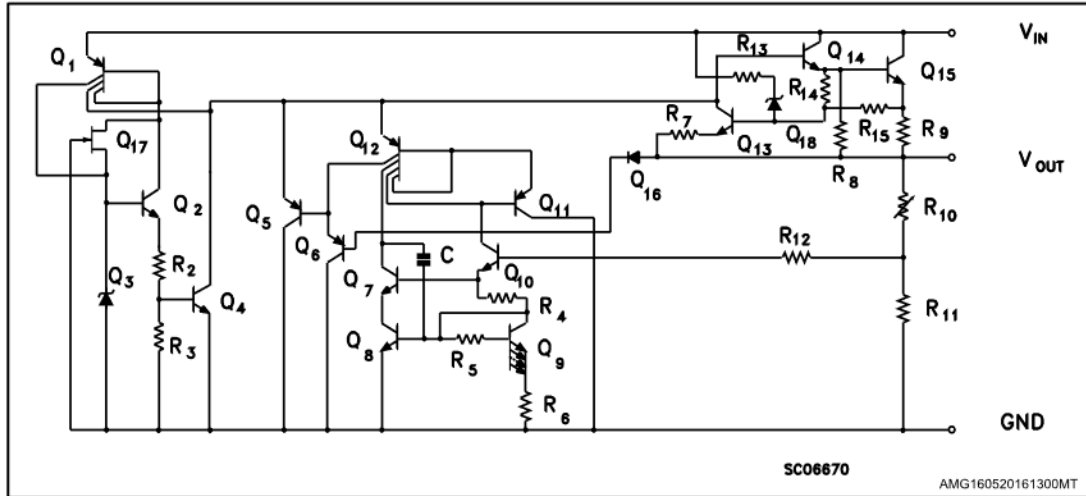 VIN
R13
Q14
Q1
Q15
R14
R7
R15
R9
Q17
Q12
Q13
Q18
VOUT
Q16
R8
Q2
Q5
Q11
R10
Q6
C
R12
Q3
R2
Q7
Q10
Q4
R4
R11
R3
Q8
R5
Q9
R6
GND
SC06670
AMG160520161300MT